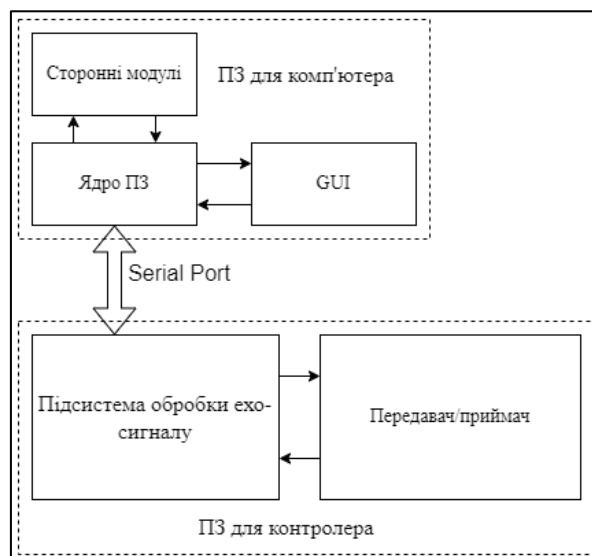 Сторонні модулі
ПЗ для комп'ютера
Ядро ПЗ
GUI
Serial Port
Підсистема обробки ехо-
сигналу
Передавач/приймач
ПЗ для контролера